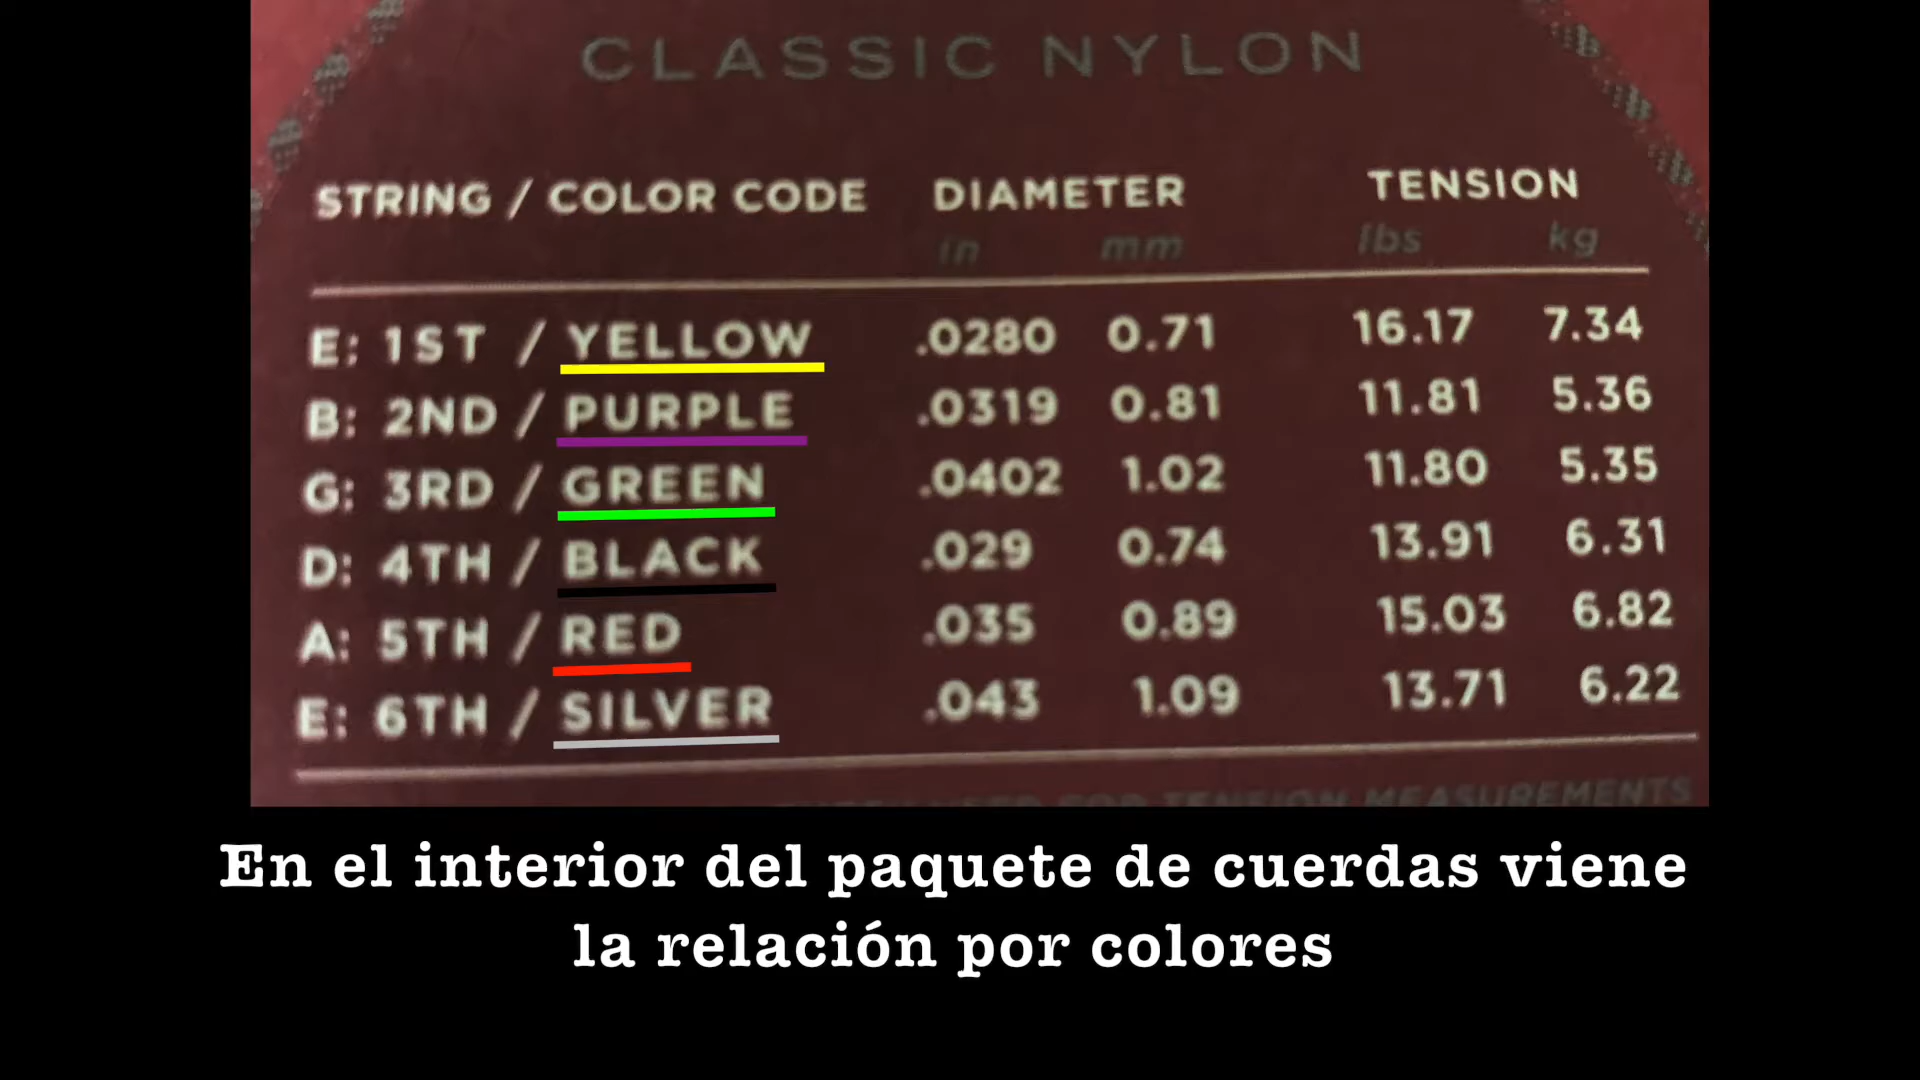 CLASSIC NYLON
STRING / COLOR CODE DIAMETER TENSION
in mm lbs kg
E: 1ST / YELLOW .0280 0.71 16.17 7.34
B: 2ND / PURPLE .0319 0.81 11.81 5.36
G: 3RD / GREEN .0402 1.02 11.80 5.35
D: 4TH / BLACK .029 0.74 13.91 6.31
A: 5TH / RED .035 0.89 15.03 6.82
E: 6TH / SILVER .043 1.09 13.71 6.22
FOR TENSION MEASUREMENTS
En el interior del paquete de cuerdas viene
la relación por colores